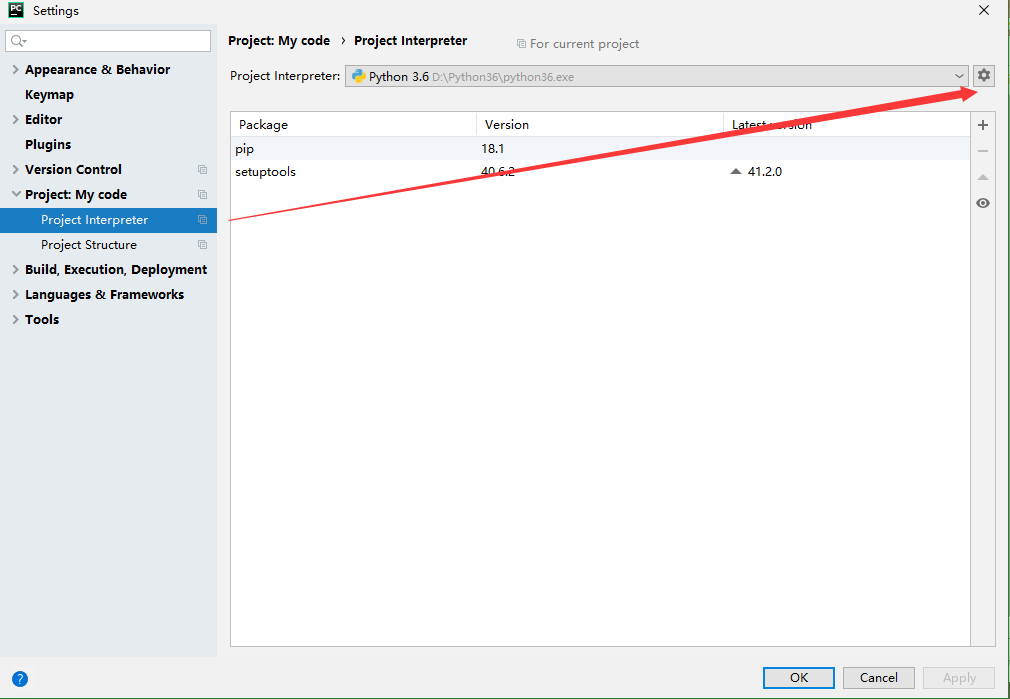 PC Settings
Project: My code › Project Interpreter For current project
Project Interpreter: Python 3.6 D:\Python36\python36.exe
Appearance & Behavior
Keymap
Editor
Plugins
Version Control
Project: My code
Project Interpreter
Project Structure
Build, Execution, Deployment
Languages & Frameworks
Tools
Package Version Latest version
pip 18.1
setuptools 40.6.2 41.2.0
? OK Cancel Apply